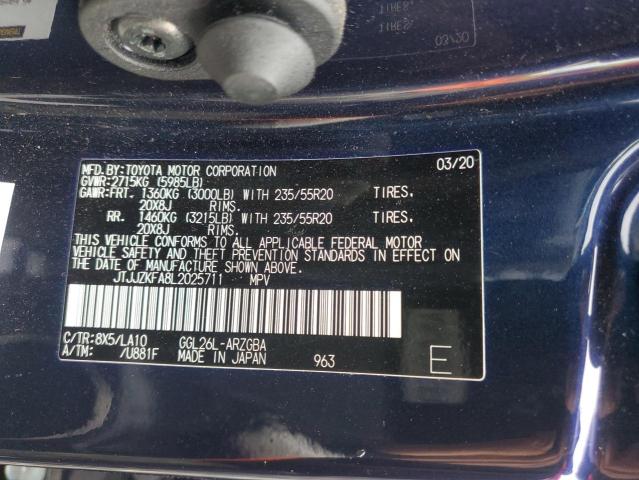 MFD.BY:TOYOTA MOTOR CORPORATION 03/20
GVWR:2715KG (5985LB)
GAWR:FRT. 1360KG (3000LB) WITH 235/55R20 TIRES.
20X8J RIMS.
RR. 1460KG (3215LB) WITH 235/55R20 TIRES.
20X8J RIMS.
THIS VEHICLE CONFORMS TO ALL APPLICABLE FEDERAL MOTOR
VEHICLE SAFETY AND THEFT PREVENTION STANDARDS IN EFFECT ON
THE DATE OF MANUFACTURE SHOWN ABOVE.
JTJJZKFA8L2025711 MPV
C/TR:8X5/LA10 GGL26L-ARZGBA
A/TM: /U881F MADE IN JAPAN 963 E